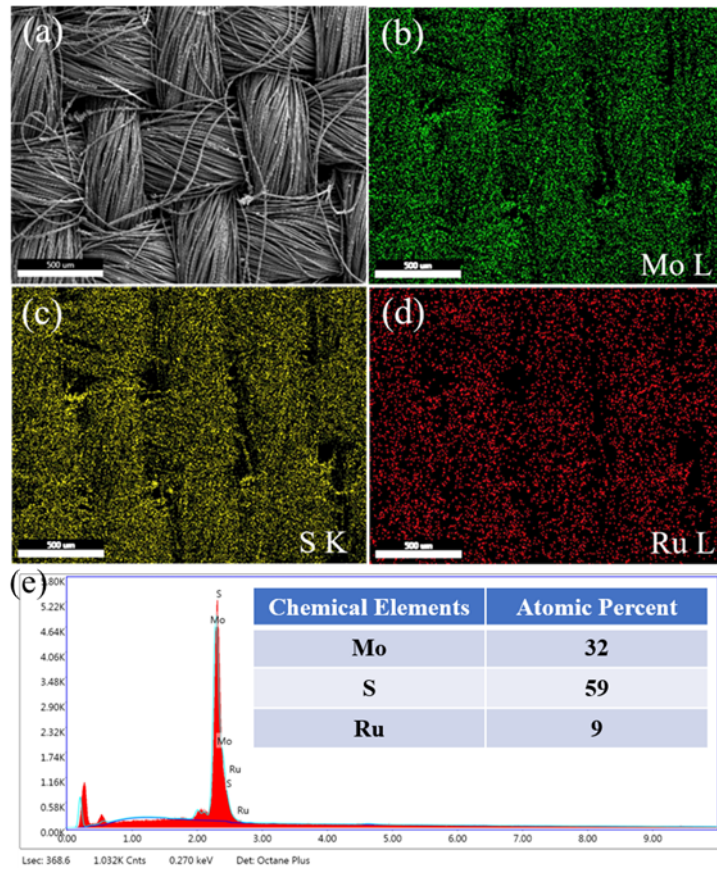 (a)
500 um
(b)
500 um
Mo L
(c)
500 um
S K
(d)
500 um
Ru L
(e)
5.80K
5.22K
4.64K
4.06K
3.48K
2.90K
2.32K
1.74K
1.16K
0.58K
0.00K
S
Mo
Mo
Ru
S
Ru
Chemical Elements Atomic Percent
Mo 32
S 59
Ru 9
0.00 1.00 2.00 3.00 4.00 5.00 6.00 7.00 8.00 9.00
Lsec: 368.6 1.032K Cnts 0.270 keV Det: Octane Plus